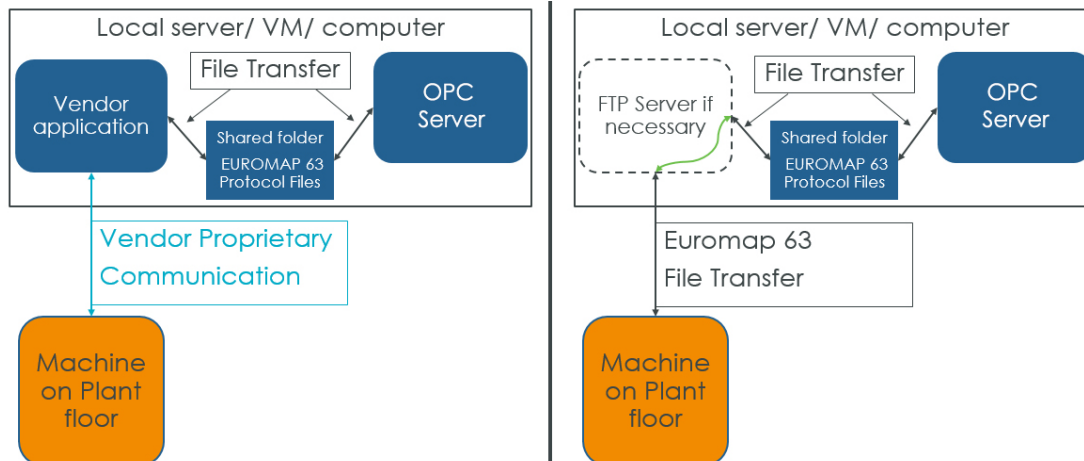 Local server/ VM/ computer
File Transfer
Vendor
application
OPC
Server
Shared folder
EUROMAP 63
Protocol Files
Vendor Proprietary
Communication
Machine
on Plant
floor
Local server/ VM/ computer
File Transfer
FTP Server if
necessary
OPC
Server
Shared folder
EUROMAP 63
Protocol Files
Euromap 63
File Transfer
Machine
on Plant
floor